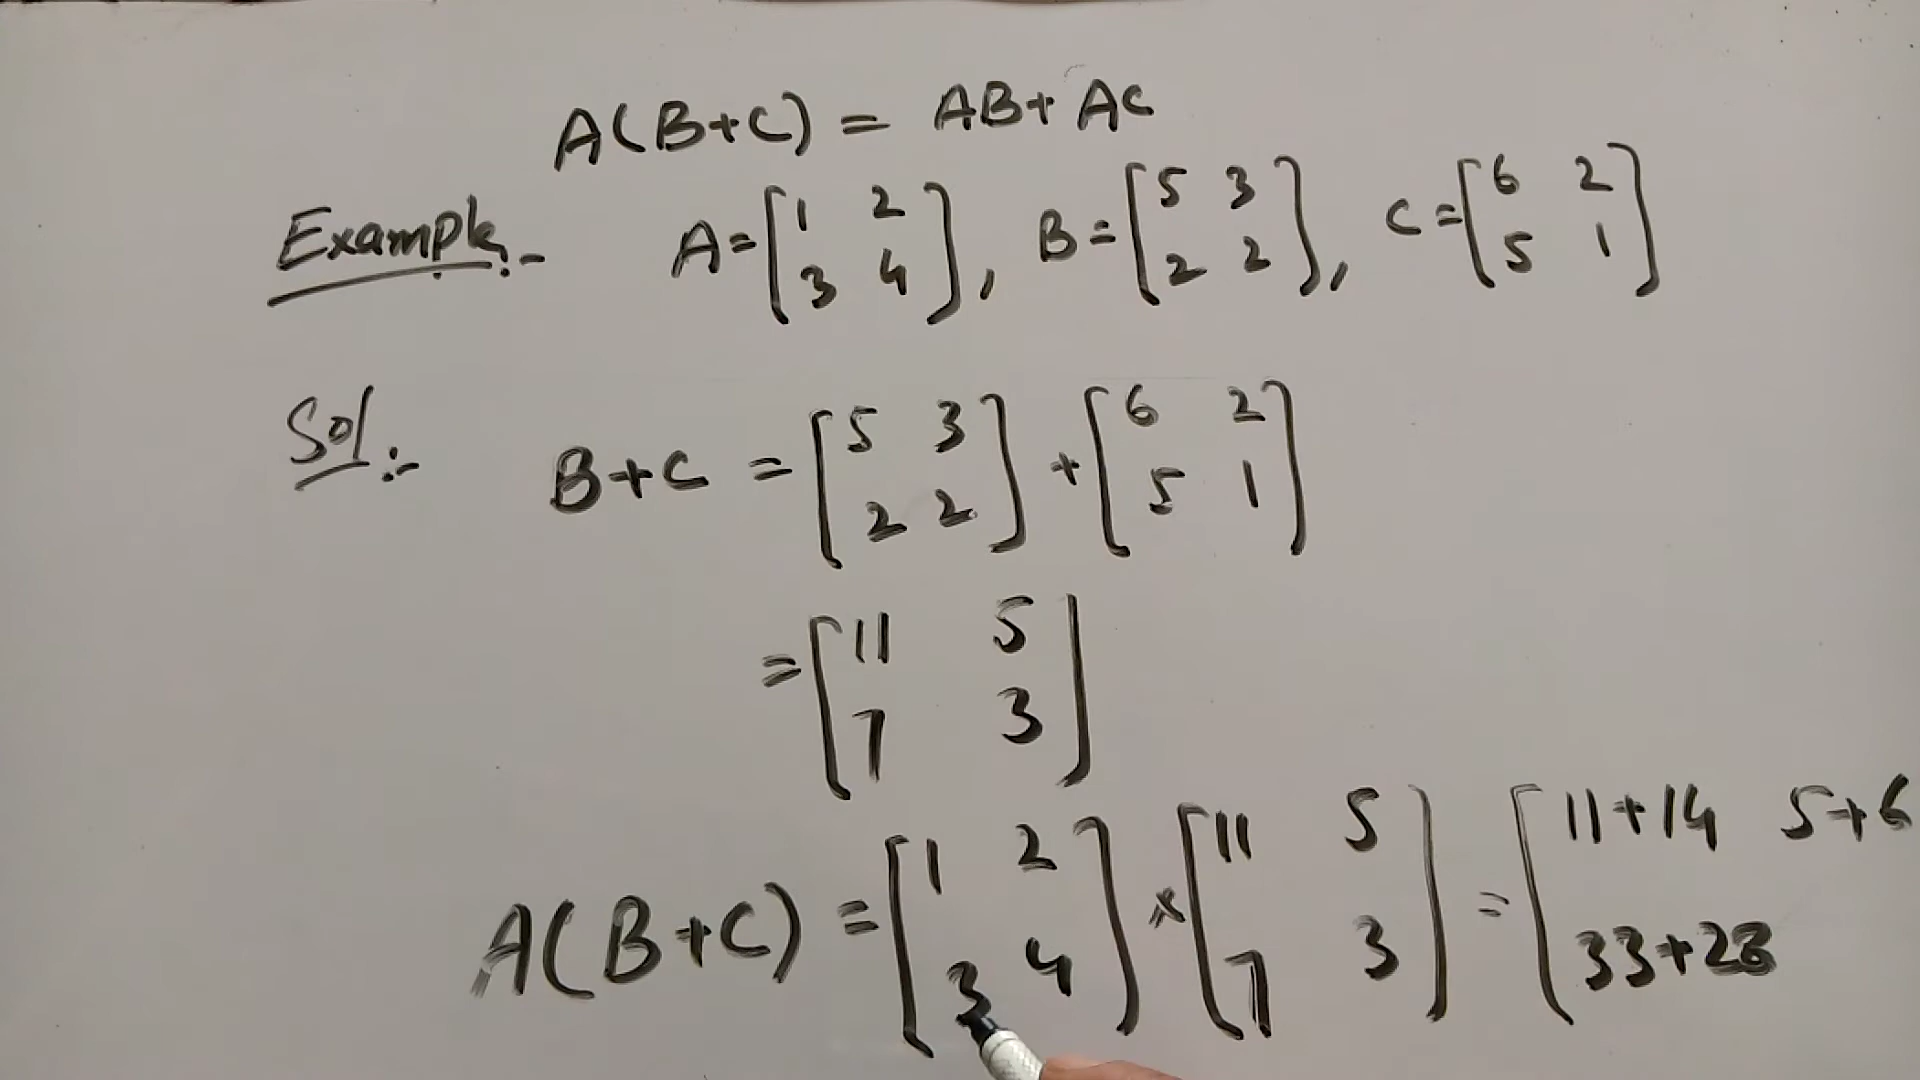 A(B+C) = AB+AC
Example:- A=[1 2
3 4], B=[5 3
2 2], C=[6 2
5 1]
Sol:- B+C = [5 3
2 2] + [6 2
5 1]
= [11 5
7 3]
A(B+C) = [1 2
3 4] × [11 5
7 3] = [11+14 5+6
33+28